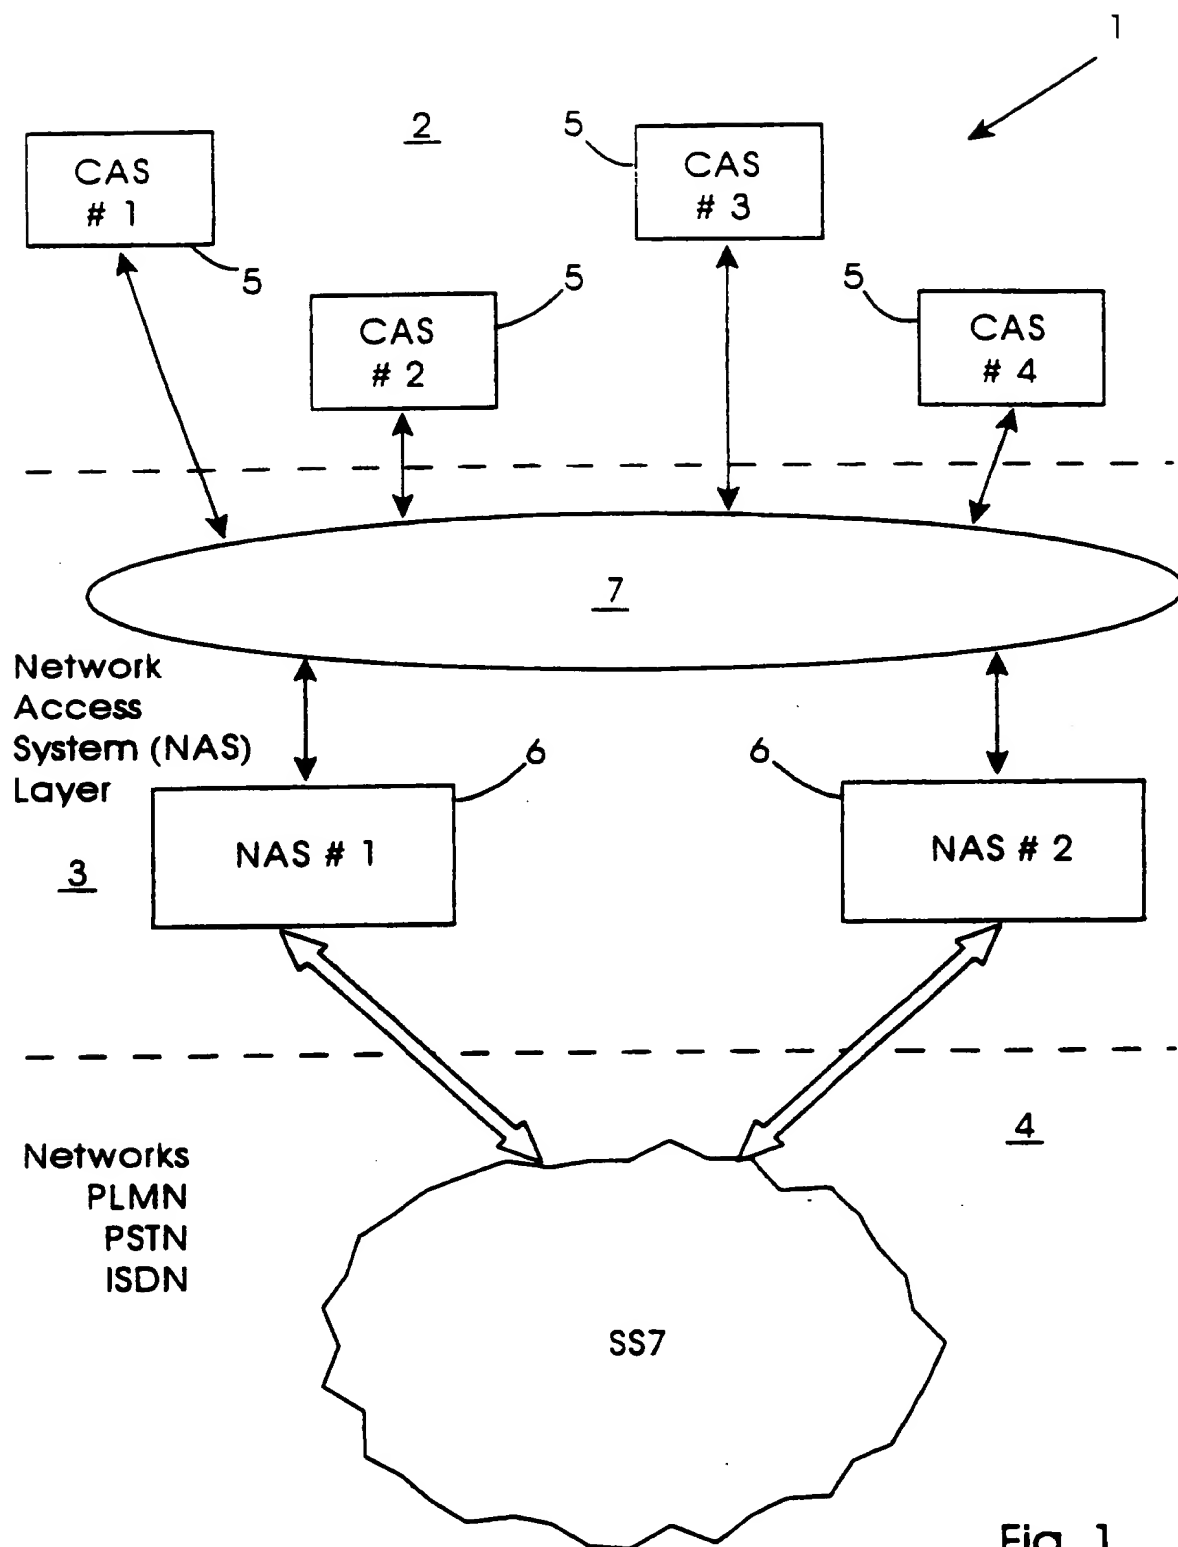 1
2
5
CAS
# 1
CAS
# 3
5
5
5
CAS
# 2
CAS
# 4
7
Network
Access
System (NAS)
Layer
6
6
NAS # 1
NAS # 2
3
4
Networks
PLMN
PSTN
ISDN
SS7
Fig. 1